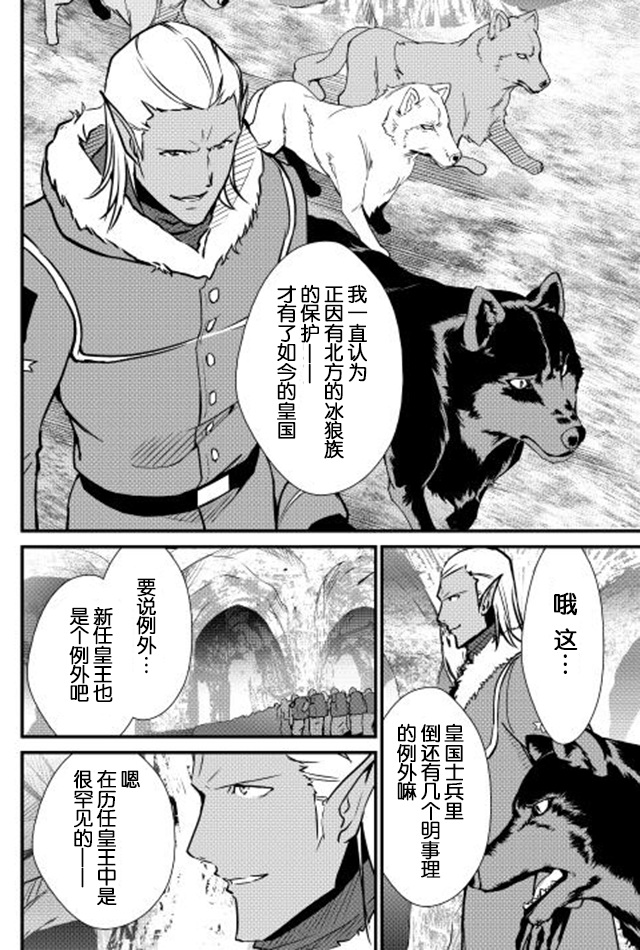 我一直认为
正因有北方的冰狼族
的保护——
才有了如今的皇国
哦 这…
皇国士兵里
倒还有几个明事理
的例外嘛
要说例外…
新任皇王也
是个例外吧
嗯
在历任皇王中是
很罕见的——